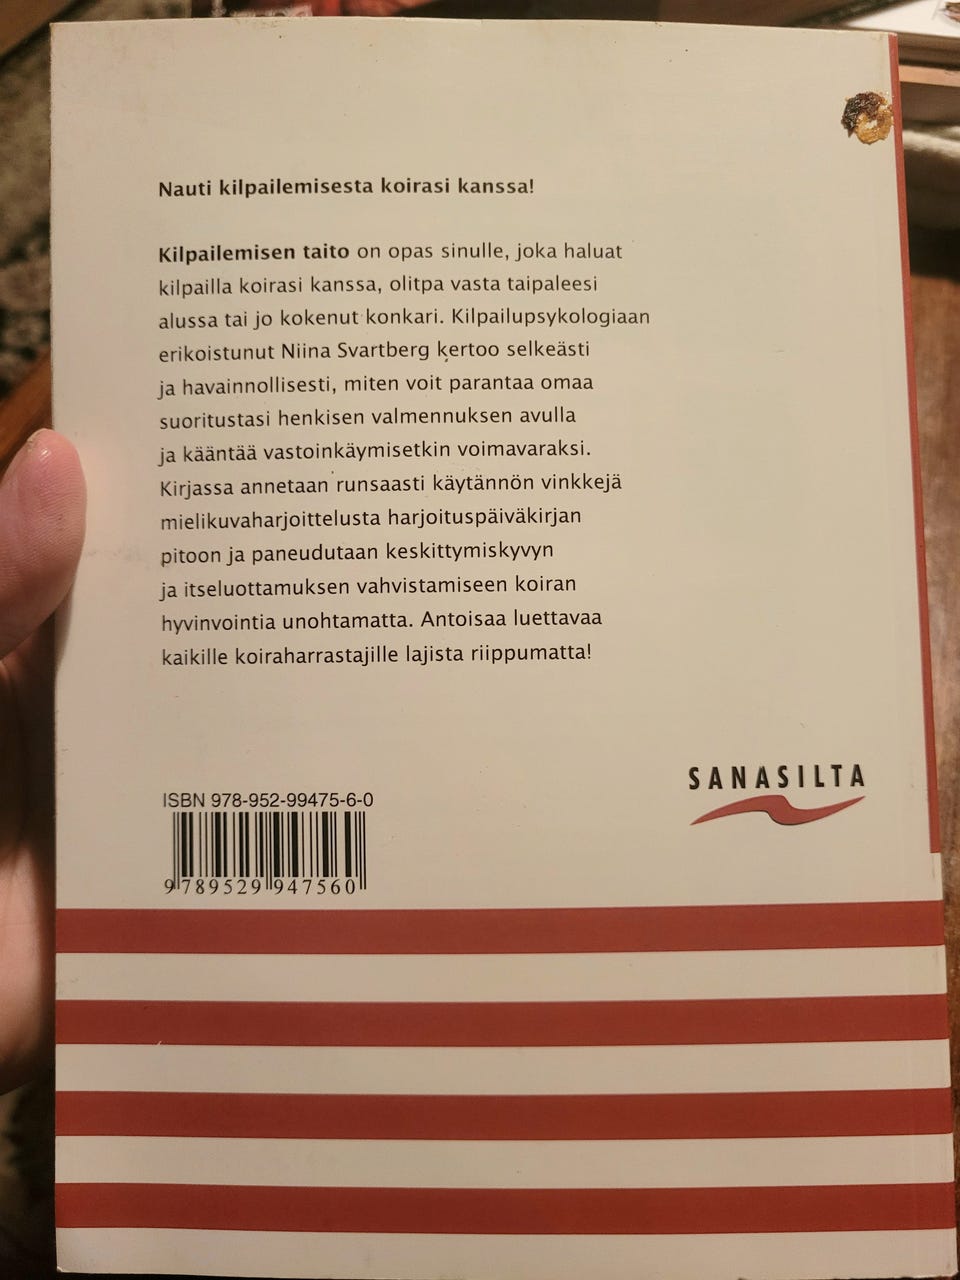 Nauti kilpailemisesta koirasi kanssa!
Kilpailemisen taito on opas sinulle, joka haluat
kilpailla koirasi kanssa, olitpa vasta taipaleesi
alussa tai jo kokenut konkari. Kilpailupsykologiaan
erikoistunut Niina Svartberg kertoo selkeästi
ja havainnollisesti, miten voit parantaa omaa
suoritustasi henkisen valmennuksen avulla
ja kääntää vastoinkäymisetkin voimavaraksi.
Kirjassa annetaan runsaasti käytännön vinkkejä
mielikuvaharjoittelusta harjoituspäiväkirjan
pitoon ja paneudutaan keskittymiskyvyn
ja itseluottamuksen vahvistamiseen koiran
hyvinvointia unohtamatta. Antoisaa luettavaa
kaikille koiraharrastajille lajista riippumatta!
SANASILTA
ISBN 978-952-99475-6-0
9 789529 947560